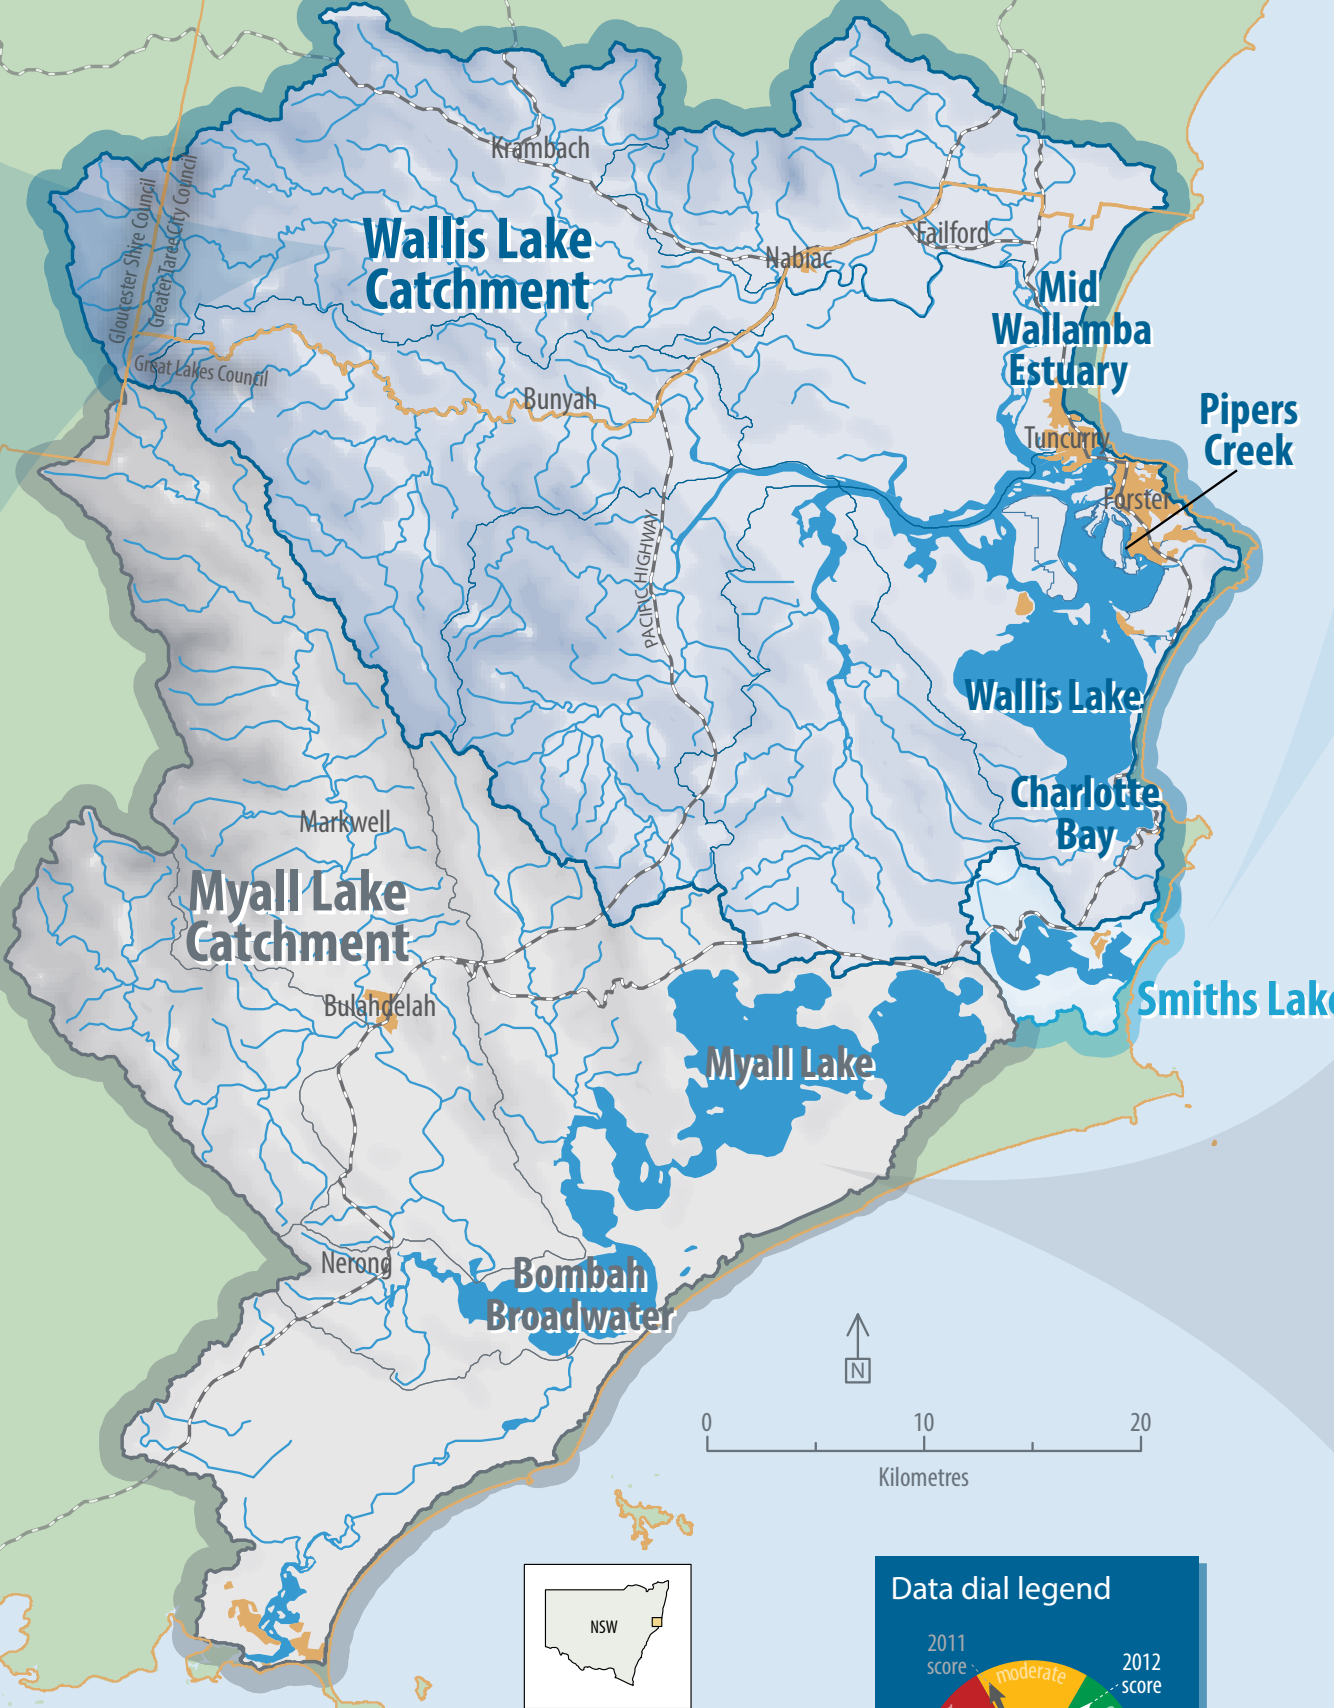 Krambach
Gloucester Shire Council
Greater Taree City Council
Wallis Lake
Catchment
Nabiac
Failford
Mid
Wallamba
Estuary
Great Lakes Council
Bunyah
Pipers
Creek
Tuncurry
Forster
PACIFIC HIGHWAY
Wallis Lake
Charlotte
Bay
Markwell
Myall Lake
Catchment
Bulahdelah
Smiths Lake
Myall Lake
Nerong
Bombah
Broadwater
N
0 10 20
Kilometres
NSW
Data dial legend
2011
score
moderate
2012
score